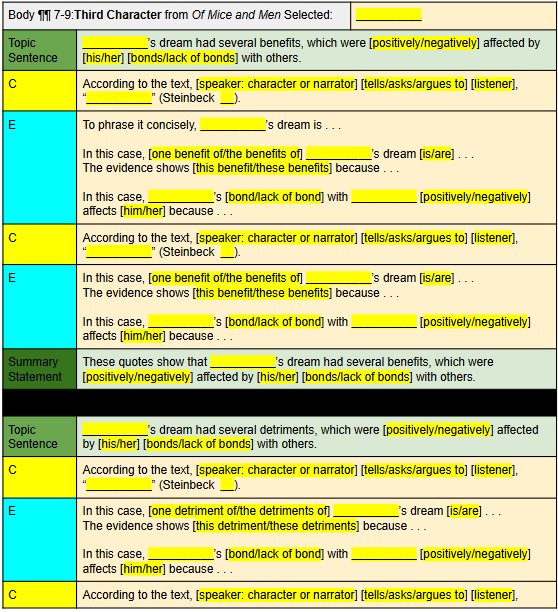 Body ¶¶ 7-9:Third Character from Of Mice and Men Selected: __________
Topic Sentence
__________’s dream had several benefits, which were [positively/negatively] affected by
[his/her] [bonds/lack of bonds] with others.
C
According to the text, [speaker: character or narrator] [tells/asks/argues to] [listener],
“__________” (Steinbeck __).
E
To phrase it concisely, __________’s dream is . . .
In this case, [one benefit of/the benefits of] __________’s dream [is/are] . . .
The evidence shows [this benefit/these benefits] because . . .
In this case, __________’s [bond/lack of bond] with __________ [positively/negatively]
affects [him/her] because . . .
C
According to the text, [speaker: character or narrator] [tells/asks/argues to] [listener],
“__________” (Steinbeck __).
E
In this case, [one benefit of/the benefits of] __________’s dream [is/are] . . .
The evidence shows [this benefit/these benefits] because . . .
In this case, __________’s [bond/lack of bond] with __________ [positively/negatively]
affects [him/her] because . . .
Summary
Statement
These quotes show that __________’s dream had several benefits, which were
[positively/negatively] affected by [his/her] [bonds/lack of bonds] with others.
Topic
Sentence
__________’s dream had several detriments, which were [positively/negatively] affected
by [his/her] [bonds/lack of bonds] with others.
C
According to the text, [speaker: character or narrator] [tells/asks/argues to] [listener],
“__________” (Steinbeck __).
E
In this case, [one detriment of/the detriments of] __________’s dream [is/are] . . .
The evidence shows [this detriment/these detriments] because . . .
In this case, __________’s [bond/lack of bond] with __________ [positively/negatively]
affects [him/her] because . . .
C
According to the text, [speaker: character or narrator] [tells/asks/argues to] [listener],